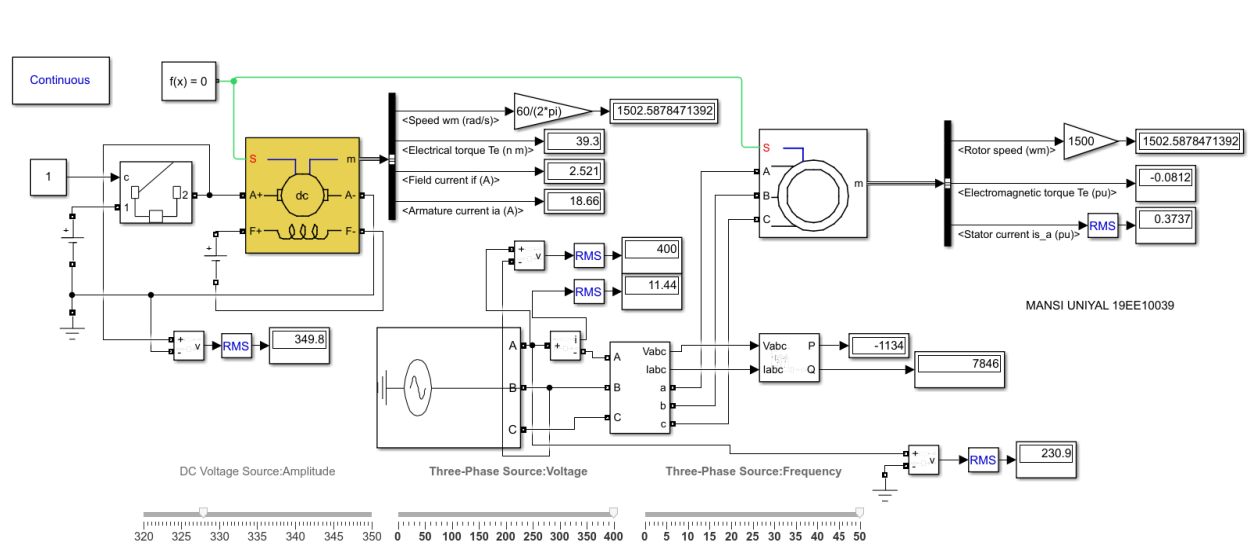 Continuous
f(x) = 0
<Speed wm (rad/s)>
60/(2*pi)
1502.5878471392
<Electrical torque Te (n m)>
39.3
<Field current if (A)>
2.521
<Armature current ia (A)>
18.66
1
c
1
2
S
m
A+
dc
A-
F+
F-
S
A
B
C
m
<Rotor speed (wm)>
1500
1502.5878471392
<Electromagnetic torque Te (pu)>
-0.0812
<Stator current is_a (pu)>
RMS
0.3737
+
-
v
RMS
400
RMS
11.44
MANSI UNIYAL 19EE10039
+
-
v
RMS
349.8
A
B
C
+
i
-
A
B
C
Vabc
Iabc
a
b
c
Vabc
Iabc
P
Q
-1134
7846
+
-
v
RMS
230.9
DC Voltage Source:Amplitude
320 325 330 335 340 345 350
Three-Phase Source:Voltage
0 50 100 150 200 250 300 350 400
Three-Phase Source:Frequency
0 5 10 15 20 25 30 35 40 45 50